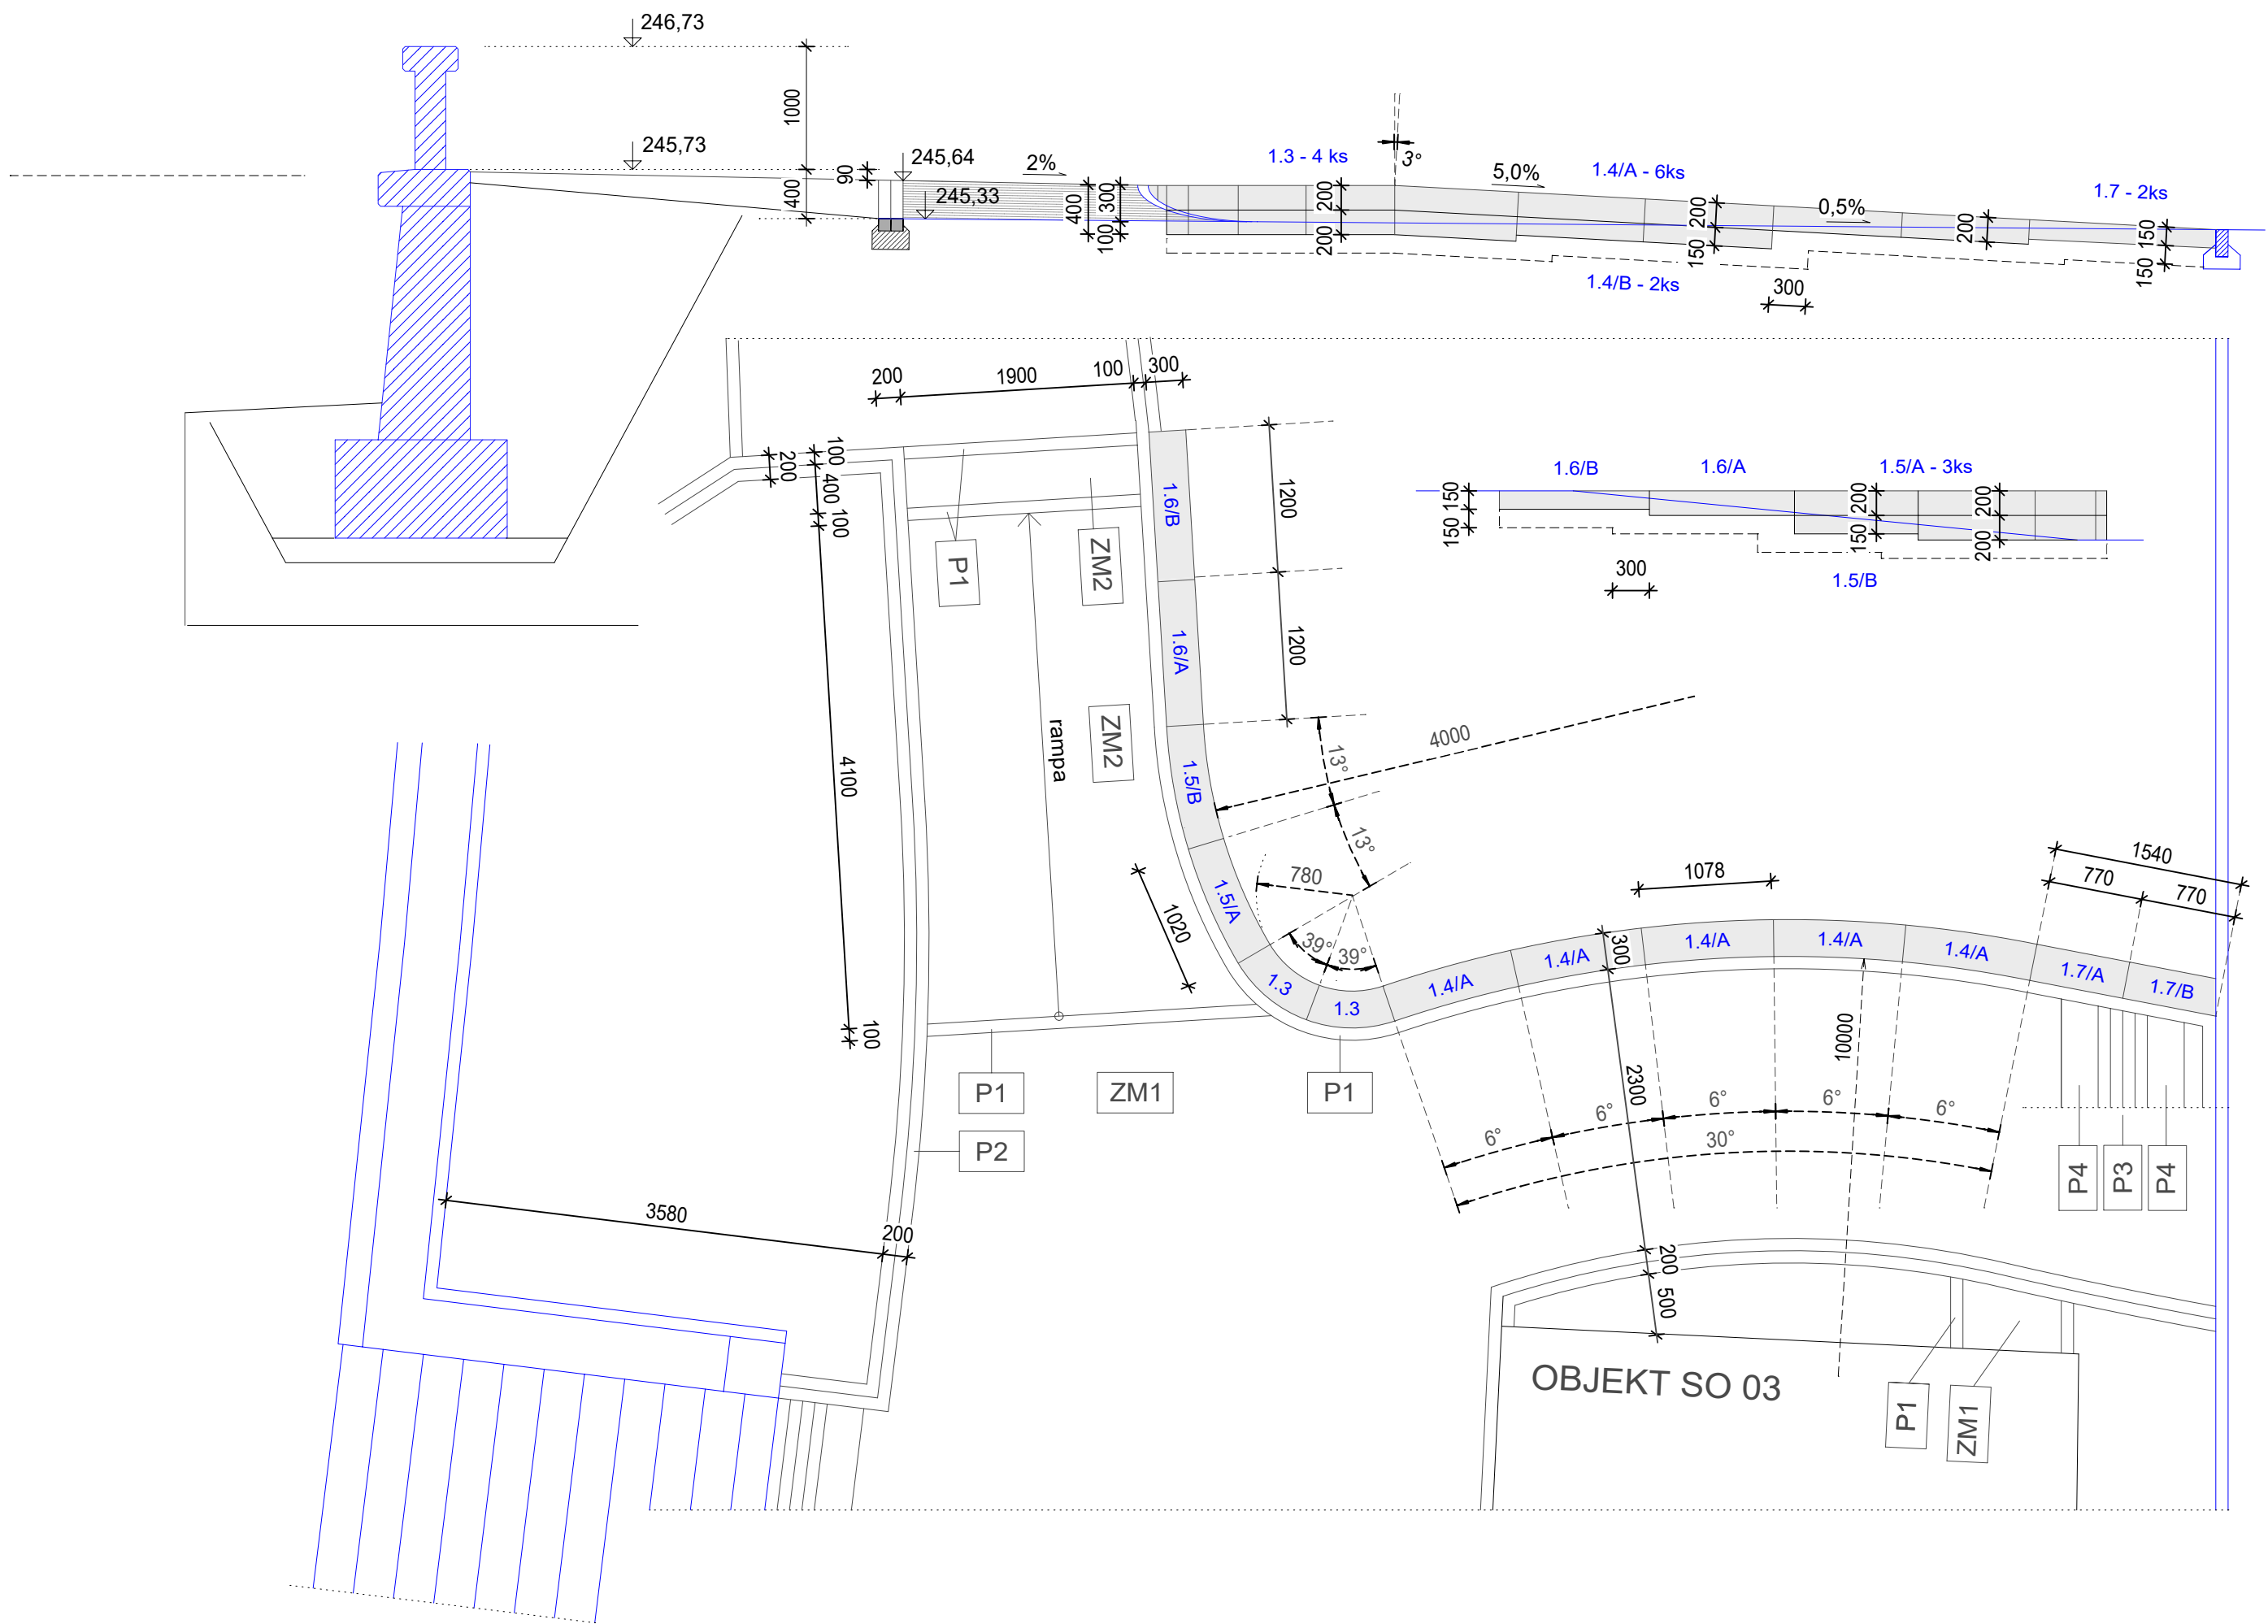 246,73
1000
245,73
90
400
245,64
245,33
2%
400
300
100
1.3 - 4 ks
200
200
3°
5,0%
1.4/A - 6ks
200
150
1.4/B - 2ks
300
0,5%
200
1.7 - 2ks
150
150
200
1900
100
300
200
100
400
100
P1
ZM2
1.6/B
1200
1.6/A
1200
ZM2
rampa
4100
100
1.5/B
1.5/A
1020
13°
13°
4000
780
39°
39°
1.3
1.3
1.6/B
1.6/A
1.5/A - 3ks
150
150
200
150
200
200
300
1.5/B
1078
1540
770
770
1.4/A
1.4/A
300
1.4/A
1.4/A
1.4/A
1.7/A
1.7/B
10000
2300
6°
6°
6°
6°
6°
30°
P1
ZM1
P1
P2
P4
P3
P4
3580
200
200
500
OBJEKT SO 03
P1
ZM1